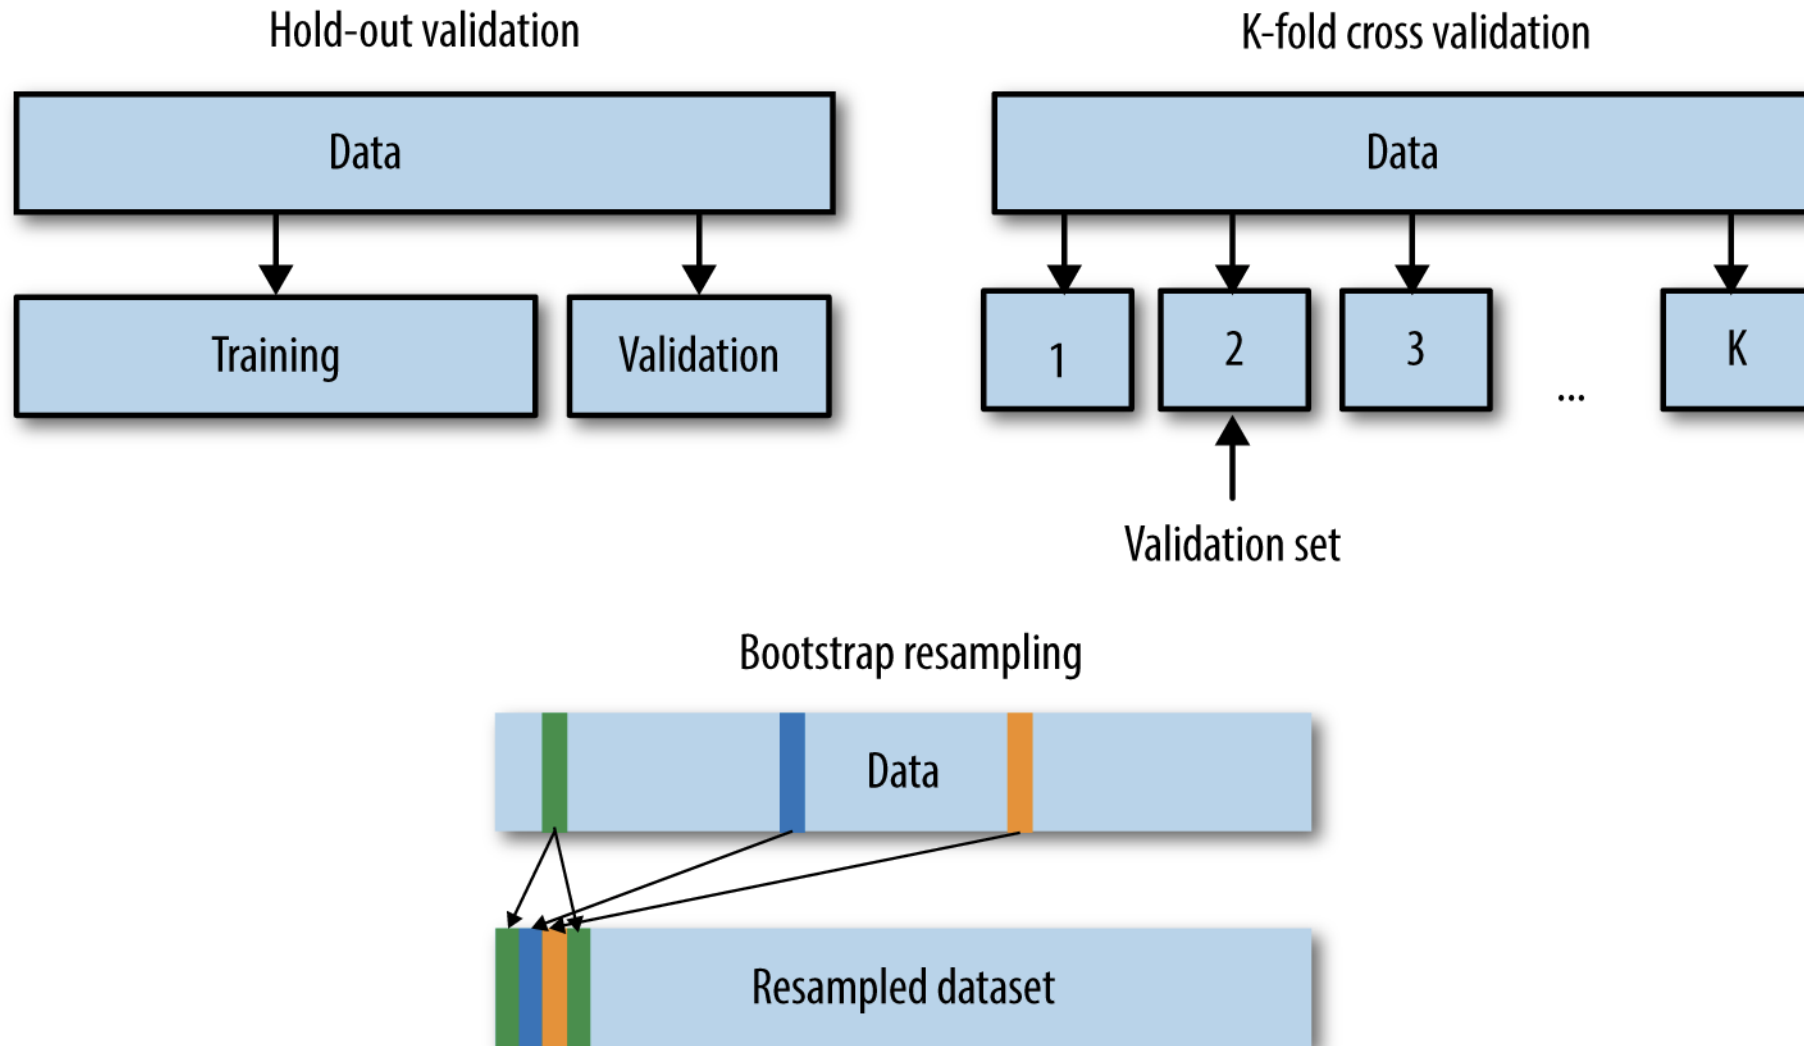 Hold-out validation
Data
Training
Validation
K-fold cross validation
Data
1
2
3
...
K
Validation set
Bootstrap resampling
Data
Resampled dataset